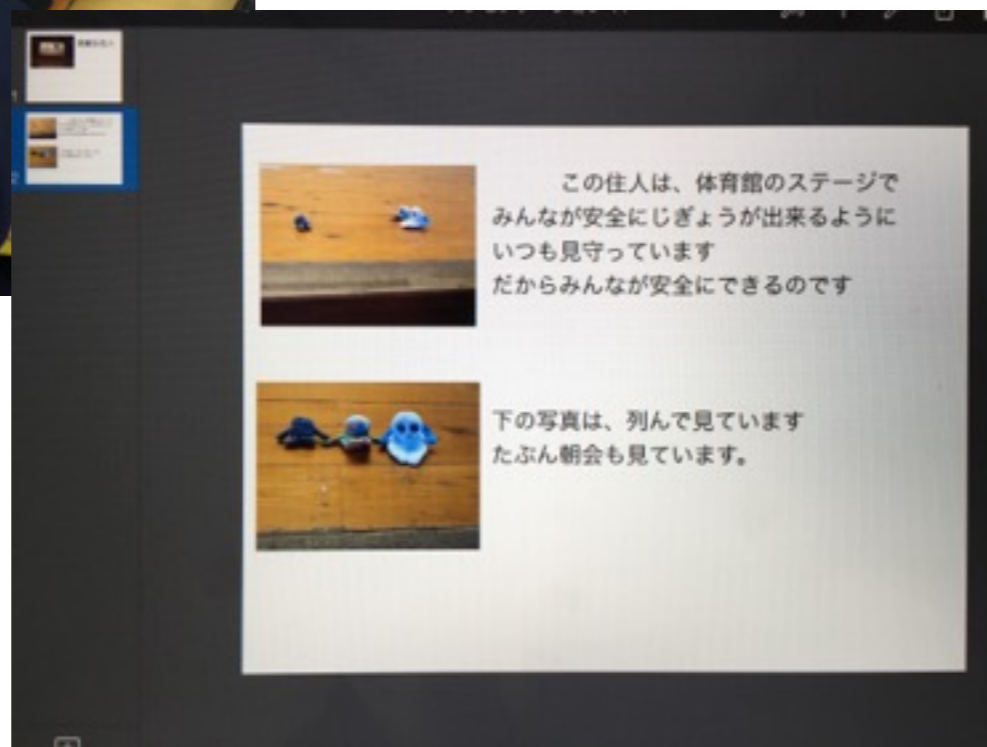 この住人は、体育館のステージで
みんなが安全にじぎょうが出来るように
いつも見守っています
だからみんなが安全にできるのです
下の写真は、列んで見ています
たぶん朝会も見ています。